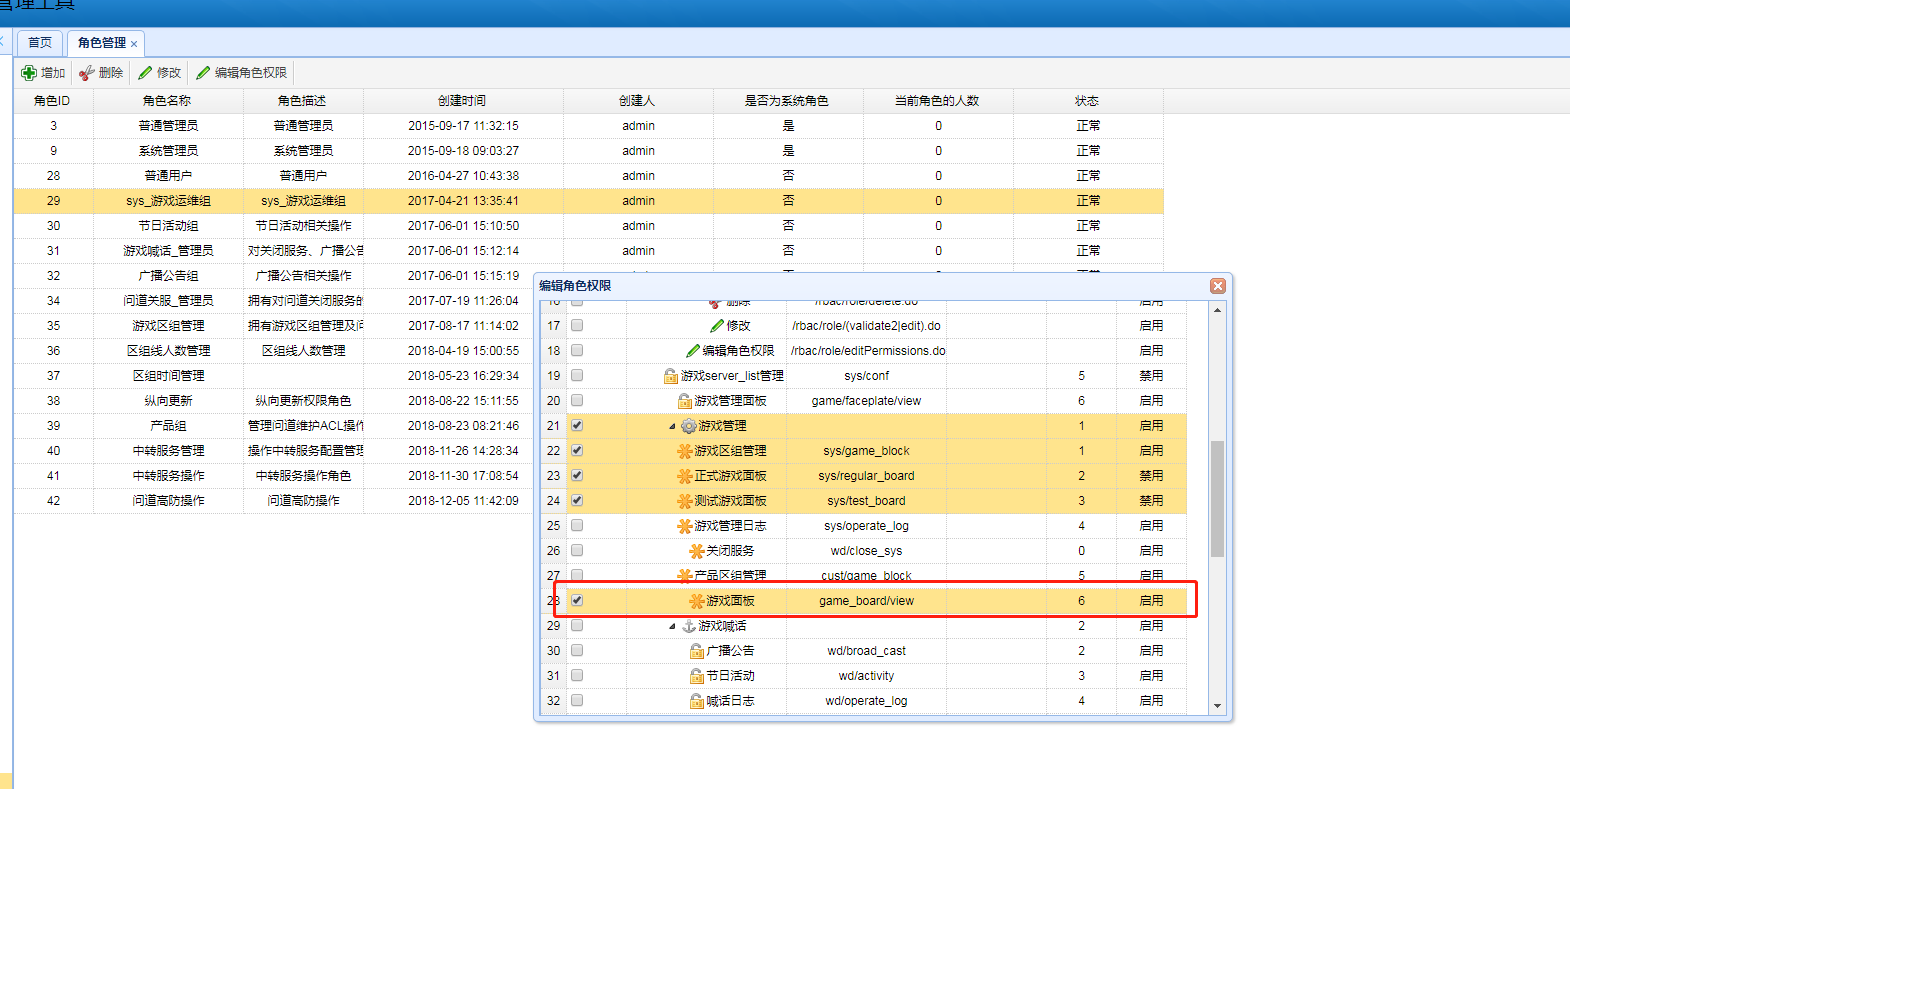 管理工具
首页 角色管理
增加 删除 修改 编辑角色权限
角色ID 角色名称 角色描述 创建时间 创建人 是否为系统角色 当前角色的人数 状态
3 普通管理员 普通管理员 2015-09-17 11:32:15 admin 是 0 正常
9 系统管理员 系统管理员 2015-09-18 09:03:27 admin 是 0 正常
28 普通用户 普通用户 2016-04-27 10:43:38 admin 否 0 正常
29 sys_游戏运维组 sys_游戏运维组 2017-04-21 13:35:41 admin 否 0 正常
30 节日活动组 节日活动相关操作 2017-06-01 15:10:50 admin 否 0 正常
31 游戏喊话_管理员 对关闭服务、广播公告 2017-06-01 15:12:14 admin 否 0 正常
32 广播公告组 广播公告相关操作 2017-06-01 15:15:19
34 问道关服_管理员 拥有对问道关闭服务的 2017-07-19 11:26:04
35 游戏区组管理 拥有游戏区组管理及问 2017-08-17 11:14:02
36 区组线人数管理 区组线人数管理 2018-04-19 15:00:55
37 区组时间管理 2018-05-23 16:29:34
38 纵向更新 纵向更新权限角色 2018-08-22 15:11:55
39 产品组 管理问道维护ACL操作 2018-08-23 08:21:46
40 中转服务管理 操作中转服务配置管理 2018-11-26 14:28:34
41 中转服务操作 中转服务操作角色 2018-11-30 17:08:54
42 问道高防操作 问道高防操作 2018-12-05 11:42:09
编辑角色权限
16 删除 /rbac/role/delete.do 启用
17 修改 /rbac/role/(validate2|edit).do 启用
18 编辑角色权限 /rbac/role/editPermissions.do 启用
19 游戏server_list管理 sys/conf 5 禁用
20 游戏管理面板 game/faceplate/view 6 启用
21 游戏管理 1 启用
22 游戏区组管理 sys/game_block 1 启用
23 正式游戏面板 sys/regular_board 2 禁用
24 测试游戏面板 sys/test_board 3 禁用
25 游戏管理日志 sys/operate_log 4 启用
26 关闭服务 wd/close_sys 0 启用
27 产品区组管理 cust/game_block 5 启用
28 游戏面板 game_board/view 6 启用
29 游戏喊话 2 启用
30 广播公告 wd/broad_cast 2 启用
31 节日活动 wd/activity 3 启用
32 喊话日志 wd/operate_log 4 启用